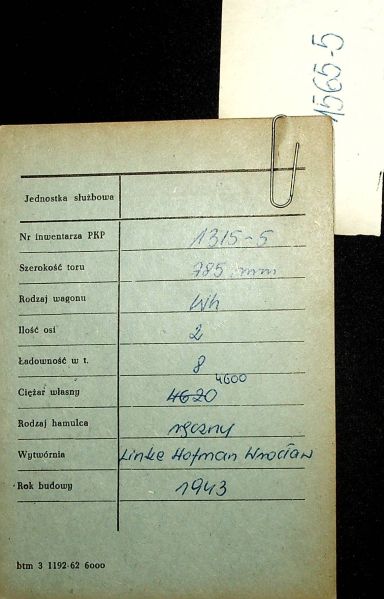 1565-5
Jednostka służbowa
Nr inwentarza PKP 1315-5
Szerokość toru 785 mm
Rodzaj wagonu Wh
Ilość osi 2
Ładowność w t. 8
4600
Ciężar własny 4620
Rodzaj hamulca ręczny
Wytwórnia Linke Hofman Wrocław
Rok budowy 1943
btm 3 1192-62 6000